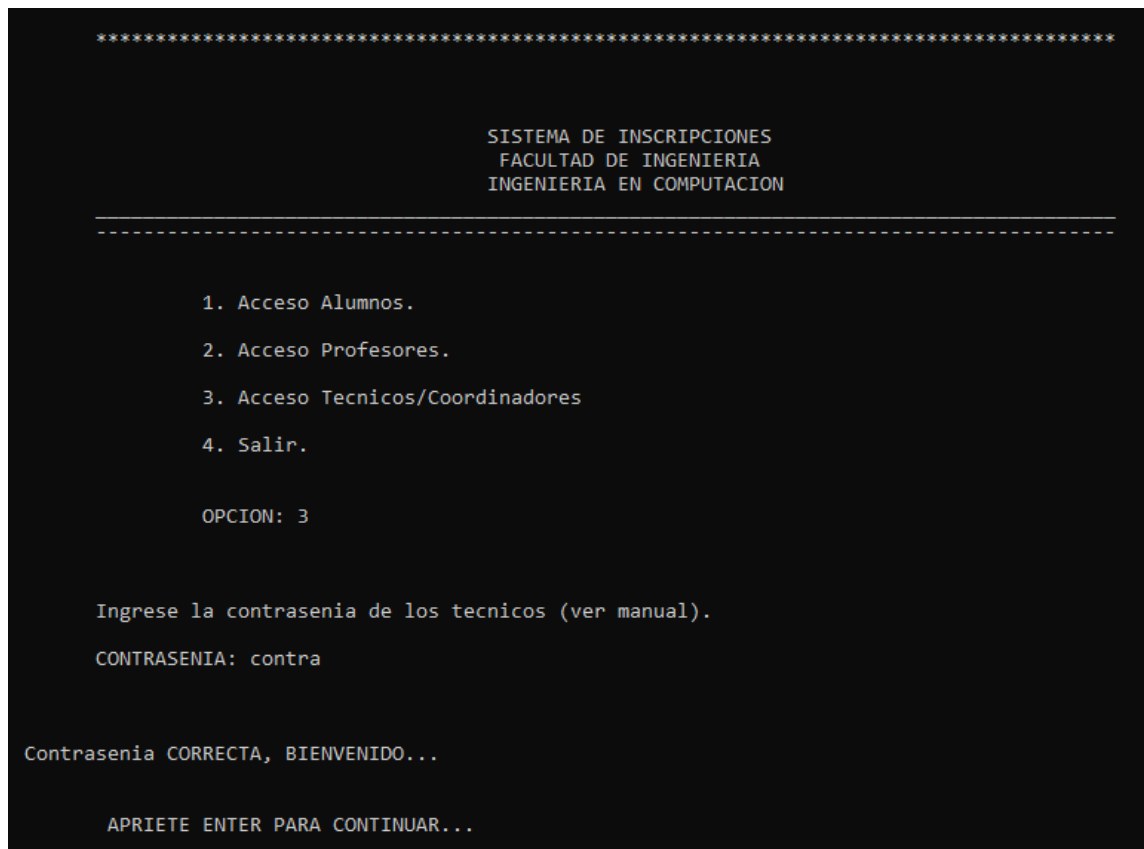 **************************************************************************************
SISTEMA DE INSCRIPCIONES
FACULTAD DE INGENIERIA
INGENIERIA EN COMPUTACION
______________________________________________________________________________________
--------------------------------------------------------------------------------------
1. Acceso Alumnos.
2. Acceso Profesores.
3. Acceso Tecnicos/Coordinadores
4. Salir.
OPCION: 3
Ingrese la contrasenia de los tecnicos (ver manual).
CONTRASENIA: contra
Contrasenia CORRECTA, BIENVENIDO...
APRIETE ENTER PARA CONTINUAR...